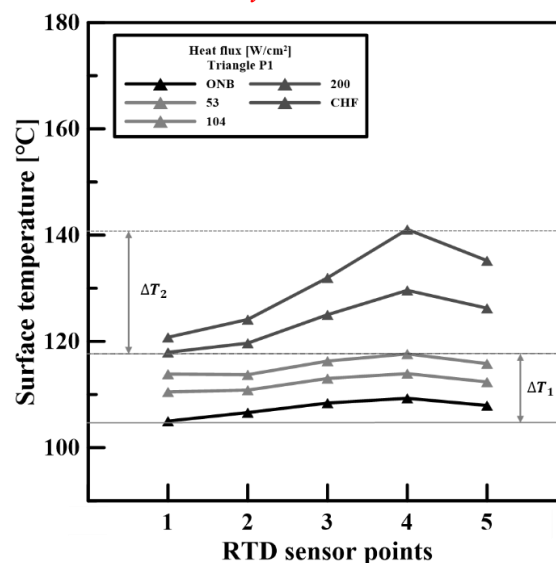 Heat flux [W/cm²]
Triangle P1
ONB 200
53 CHF
104
Surface temperature [°C]
180
160
140
120
100
ΔT₂
ΔT₁
1 2 3 4 5
RTD sensor points